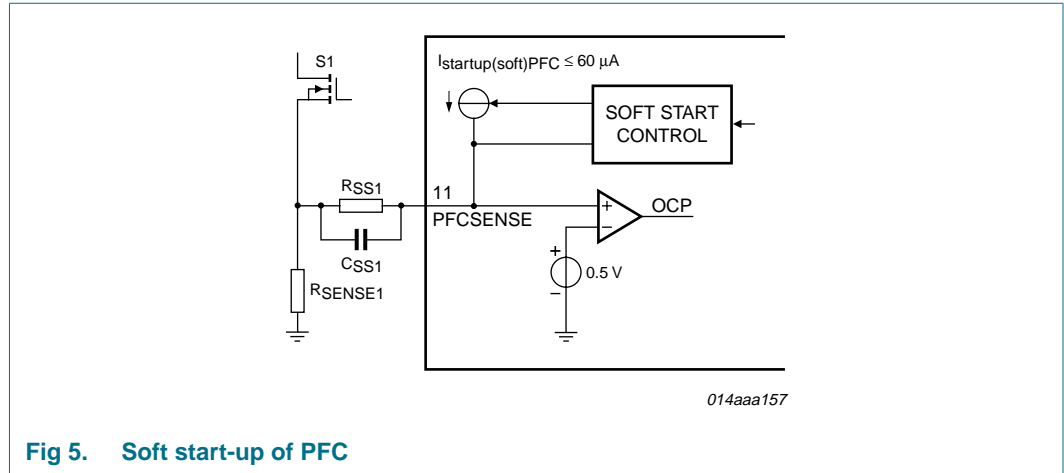 S1
Istartup(soft)PFC ≤ 60 μA
SOFT START
CONTROL
RSS1
11
PFCSENSE
OCP
CSS1
+
−
+
0.5 V
−
RSENSE1
014aaa157
Fig 5. Soft start-up of PFC